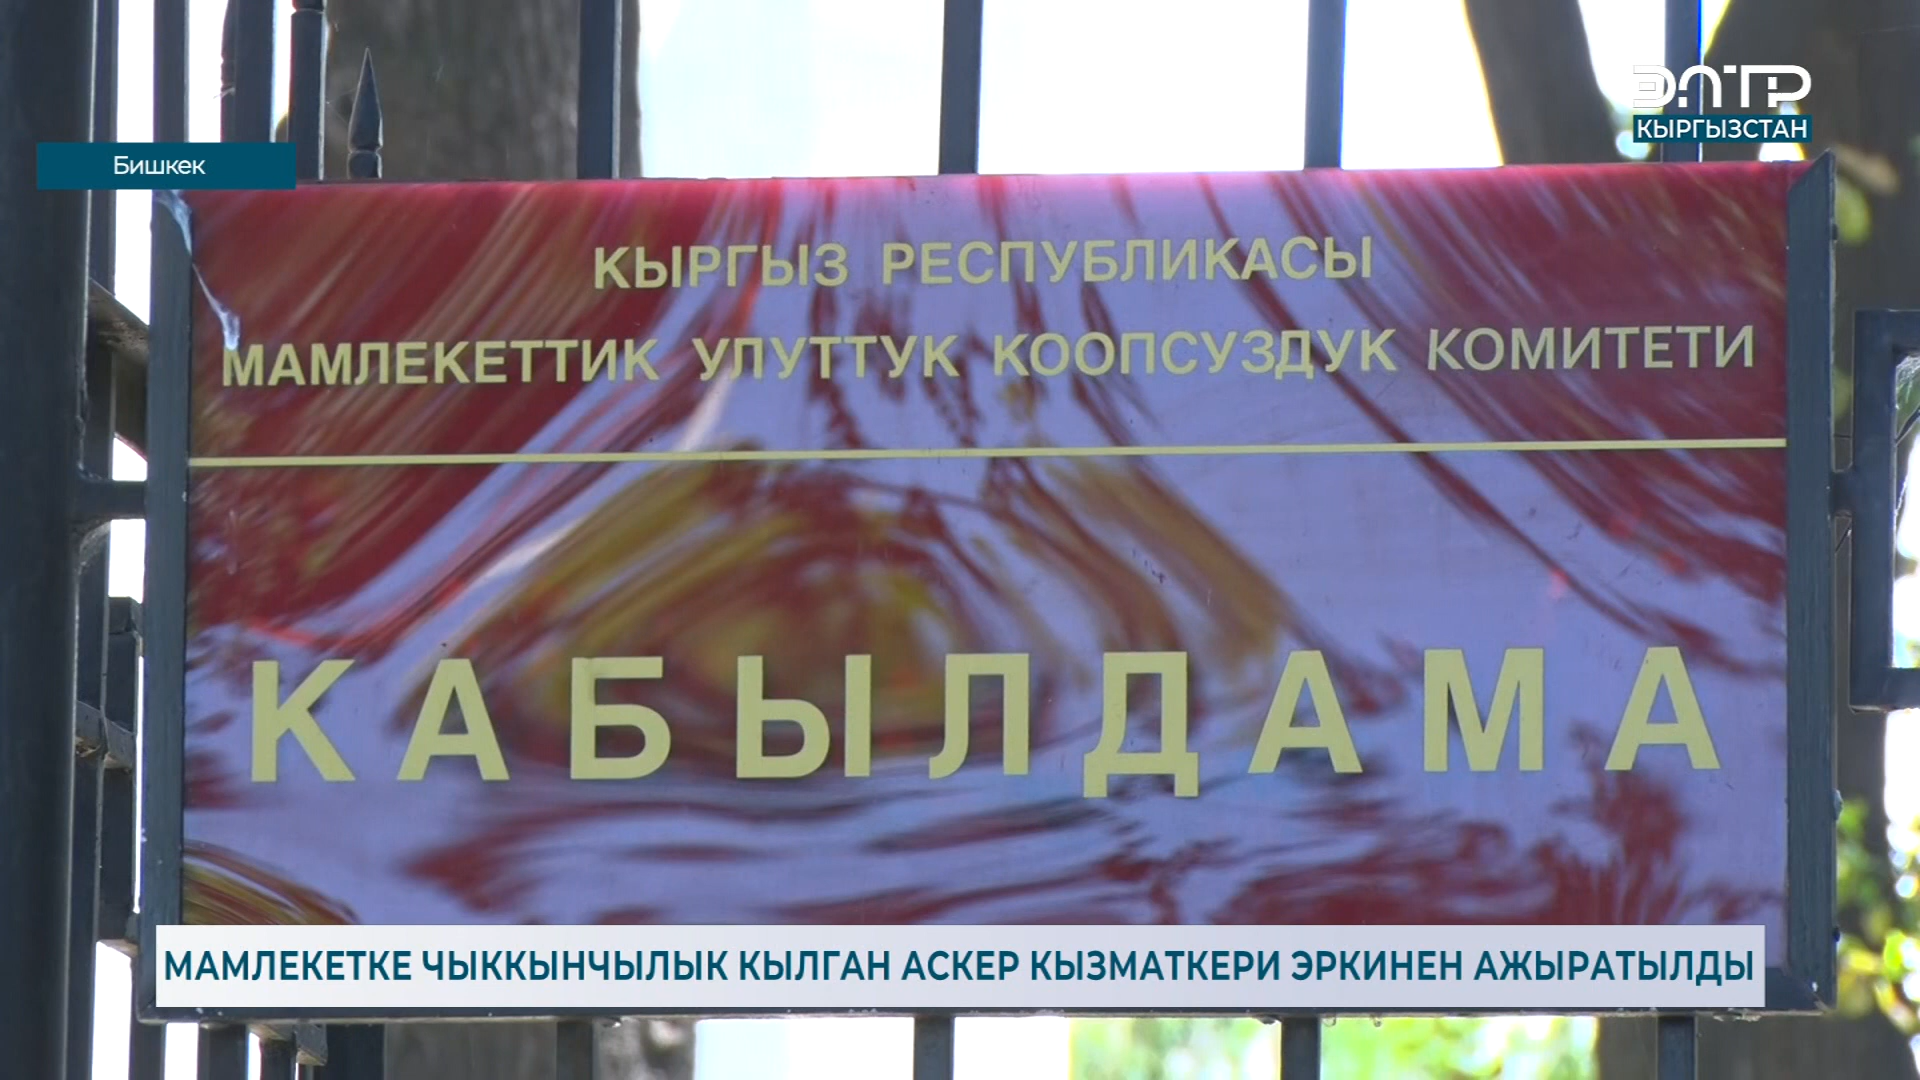 ЭЛТР
КЫРГЫЗСТАН
Бишкек
КЫРГЫЗ РЕСПУБЛИКАСЫ
МАМЛЕКЕТТИК УЛУТТУК КООПСУЗДУК КОМИТЕТИ
КАБЫЛДАМА
МАМЛЕКЕТКЕ ЧЫККЫНЧЫЛЫК КЫЛГАН АСКЕР КЫЗМАТКЕРИ ЭРКИНЕН АЖЫРАТЫЛДЫ